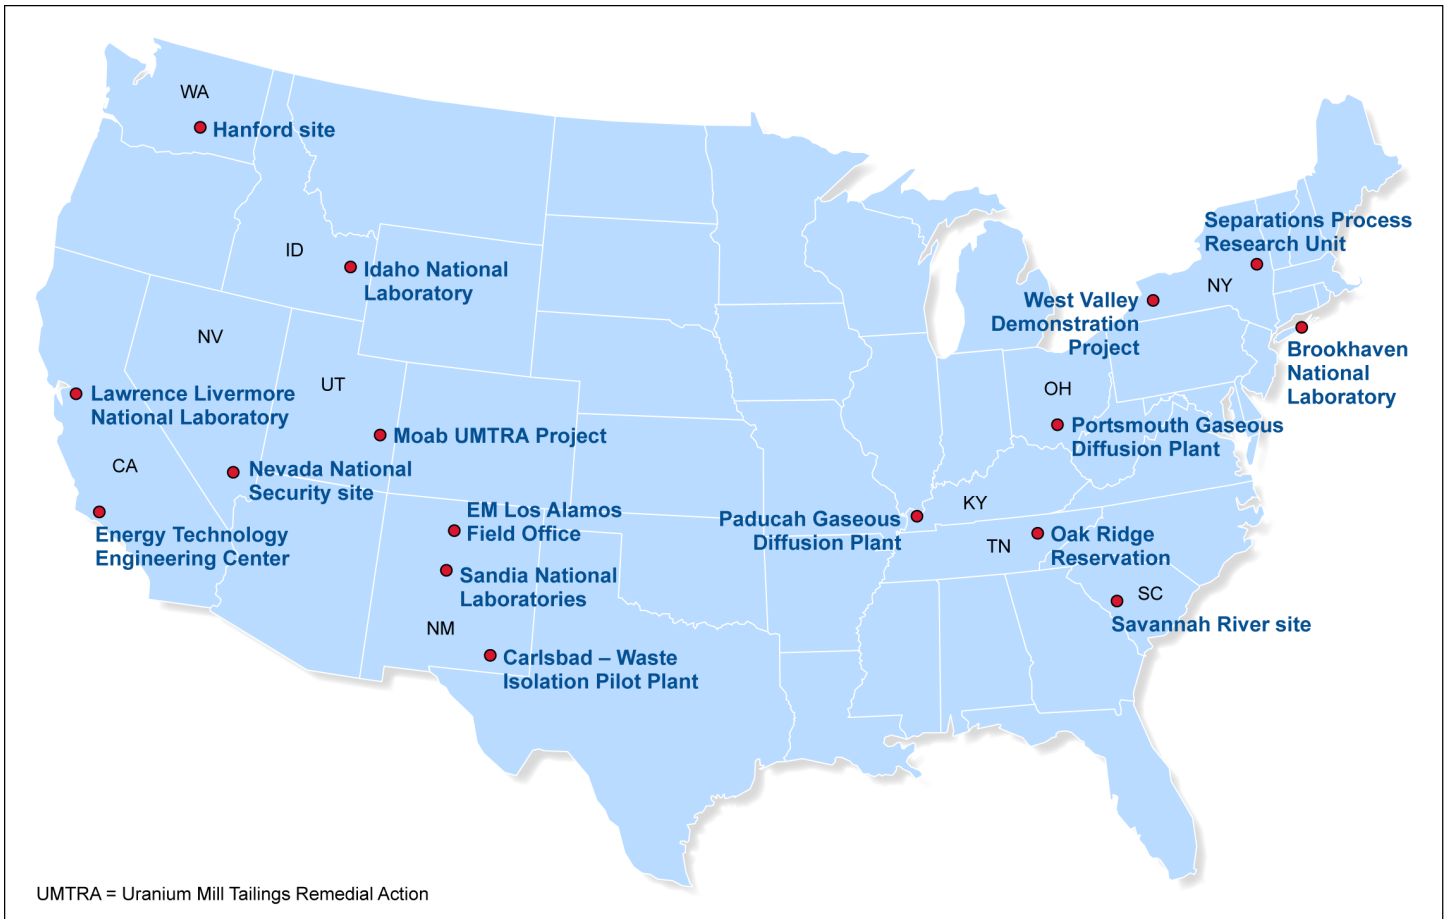 WA
Hanford site
Separations Process
Research Unit
ID
Idaho National
Laboratory
NY
West Valley
Demonstration
Project
NV
Brookhaven
National
Laboratory
UT
OH
Lawrence Livermore
National Laboratory
Portsmouth Gaseous
Diffusion Plant
Moab UMTRA Project
CA
Nevada National
Security site
KY
EM Los Alamos
Field Office
Paducah Gaseous
Diffusion Plant
Energy Technology
Engineering Center
TN
Oak Ridge
Reservation
Sandia National
Laboratories
SC
Savannah River site
NM
Carlsbad – Waste
Isolation Pilot Plant
UMTRA = Uranium Mill Tailings Remedial Action